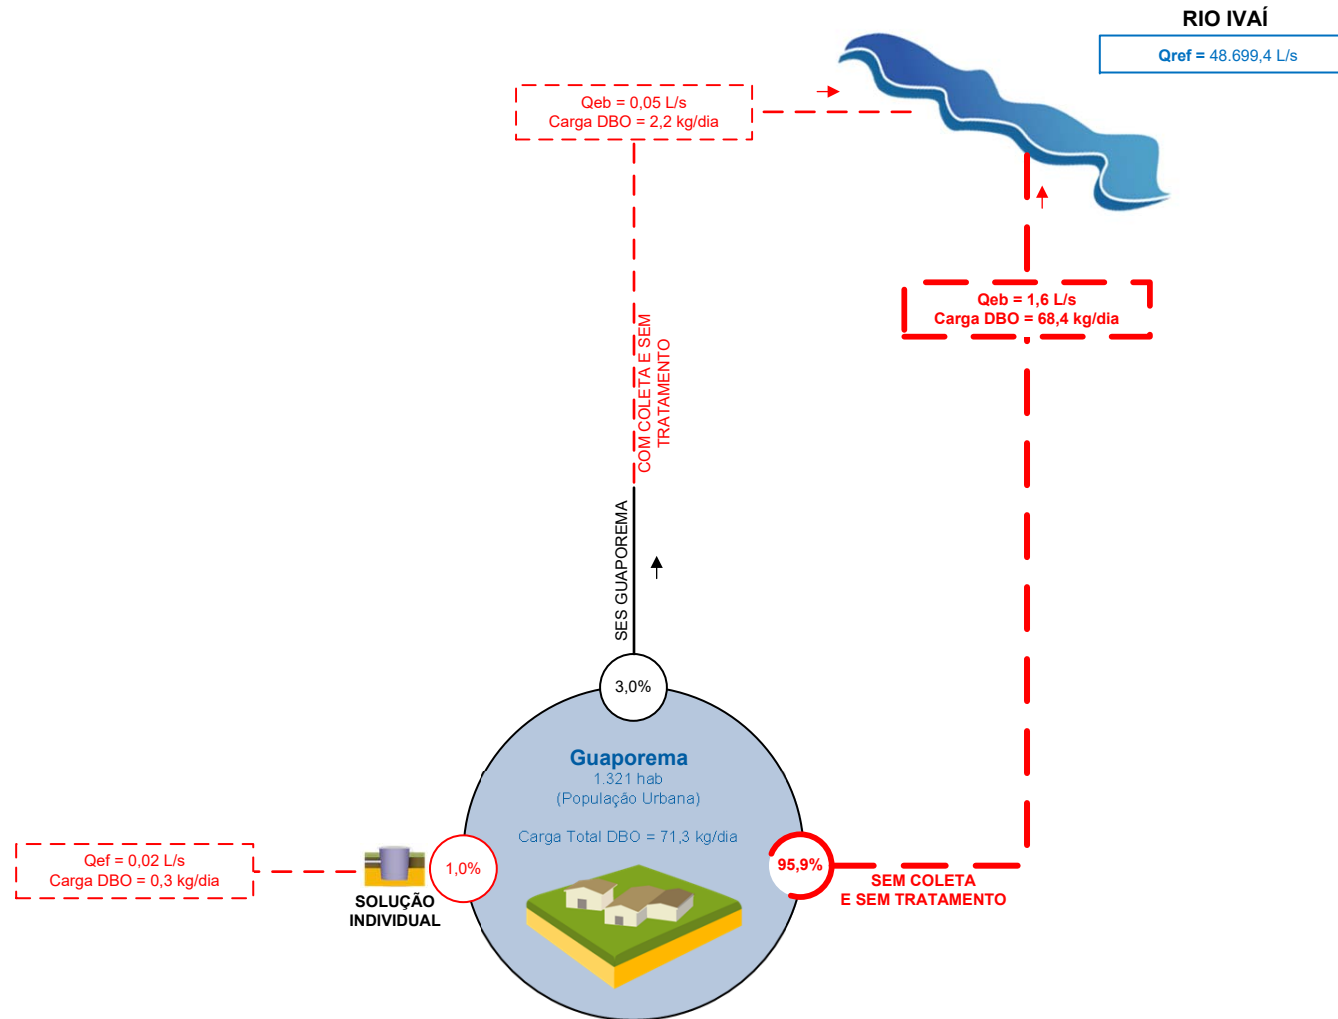 RIO IVAÍ
Qref = 48.699,4 L/s
Qeb = 0,05 L/s
Carga DBO = 2,2 kg/dia
Qeb = 1,6 L/s
Carga DBO = 68,4 kg/dia
COM COLETA E SEM
TRATAMENTO
SES GUAPOREMA
3,0%
Guaporema
1.321 hab
(População Urbana)
Carga Total DBO = 71,3 kg/dia
Qef = 0,02 L/s
Carga DBO = 0,3 kg/dia
SOLUÇÃO
INDIVIDUAL
1,0%
95,9%
SEM COLETA
E SEM TRATAMENTO